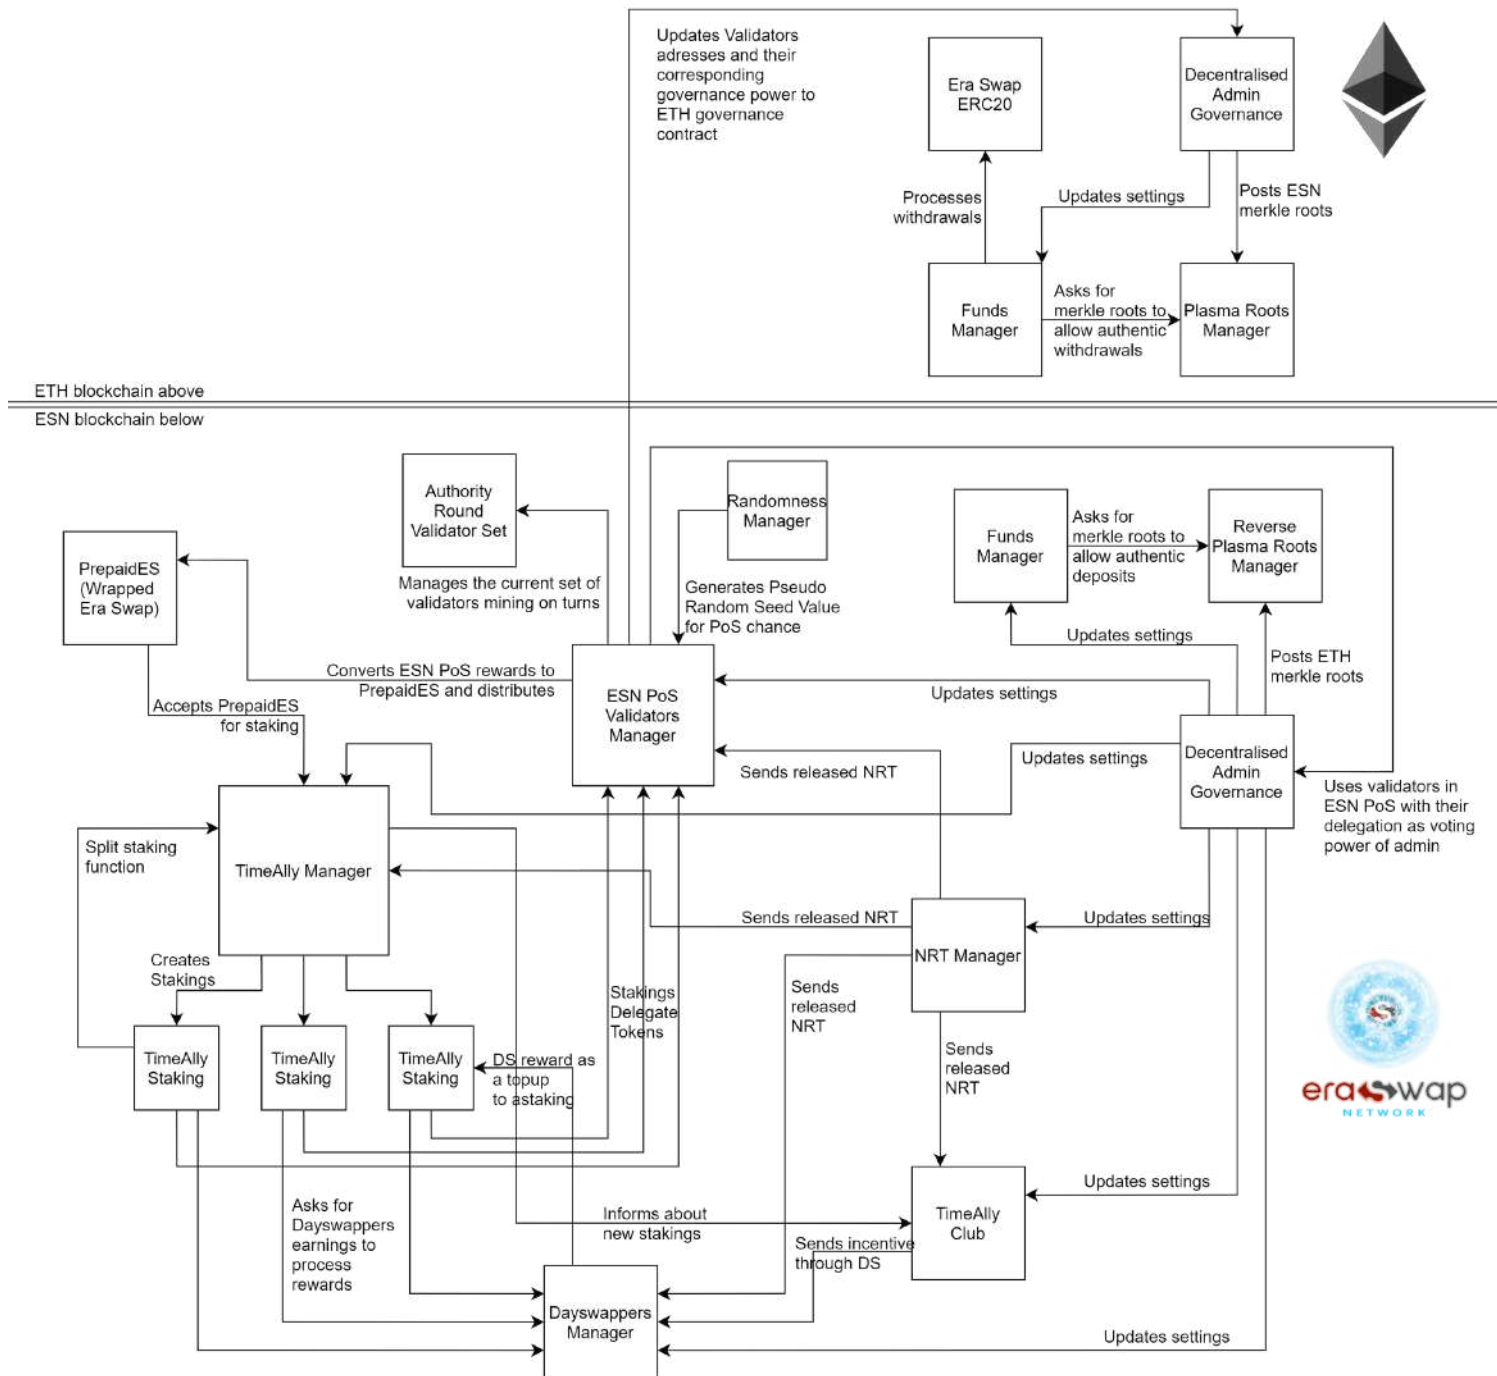 Updates Validators
adresses and their
corresponding
governance power to
ETH governance
contract
Era Swap
ERC20
Decentralised
Admin
Governance
Processes
withdrawals
Updates settings
Posts ESN
merkle roots
Funds
Manager
Asks for
merkle roots to
allow authentic
withdrawals
Plasma Roots
Manager
ETH blockchain above
ESN blockchain below
Authority
Round
Validator Set
Randomness
Manager
Funds
Manager
Asks for
merkle roots to
allow authentic
deposits
Reverse
Plasma Roots
Manager
PrepaidES
(Wrapped
Era Swap)
Manages the current set of
validators mining on turns
Generates Pseudo
Random Seed Value
for PoS chance
Updates settings
Posts ETH
merkle roots
Converts ESN PoS rewards to
PrepaidES and distributes
ESN PoS
Validators
Manager
Updates settings
Accepts PrepaidES
for staking
Sends released NRT
Updates settings
Decentralised
Admin
Governance
Uses validators in
ESN PoS with their
delegation as voting
power of admin
Split staking
function
TimeAlly Manager
Sends released NRT
Updates settings
NRT Manager
Creates
Stakings
Stakings
Delegate
Tokens
Sends
released
NRT
TimeAlly
Staking
TimeAlly
Staking
TimeAlly
Staking
DS reward as
a topup
to astaking
Sends
released
NRT
eraswap
NETWORK
Asks for
Dayswappers
earnings to
process
rewards
Informs about
new stakings
TimeAlly
Club
Updates settings
Sends incentive
through DS
Dayswappers
Manager
Updates settings